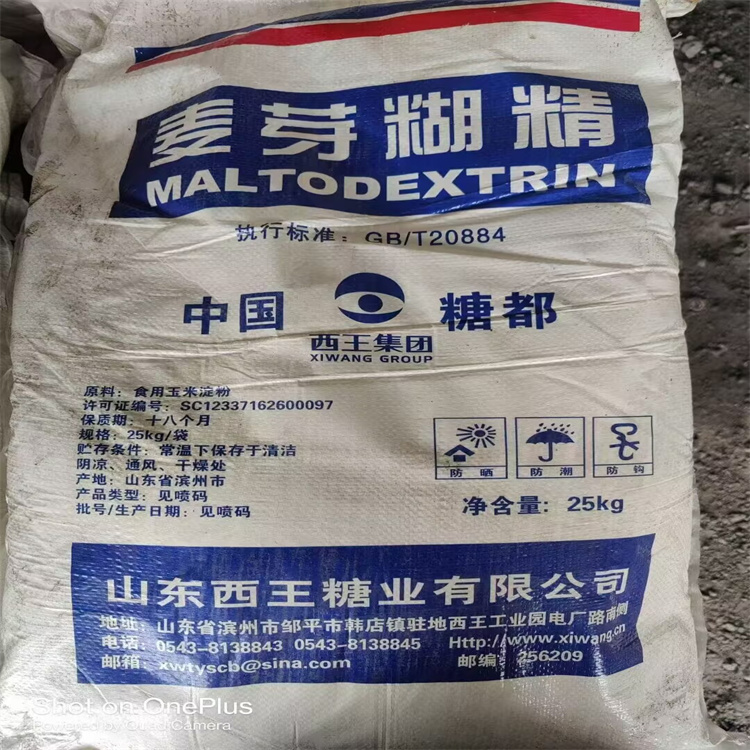 麦芽糊精
MALTODEXTRIN
执行标准：GB/T20884
中国 糖都
西王集团
XIWANG GROUP
原料：食用玉米淀粉
许可证编号：SC12337162600097
保质期：十八个月
规格：25kg/袋
贮存条件：常温下保存于清洁
阴凉、通风、干燥处
产地：山东省滨州市
产品类型：见喷码
批号/生产日期：见喷码
防晒 防潮 防钩
净含量：25kg
山东西王糖业有限公司
地址：山东省滨州市邹平市韩店镇驻地西王工业园电厂路南侧
电话：0543-8138843 0543-8138845 Http://www.xiwang.cn
邮箱：xwtyscb@sina.com 邮编：256209
Shot on OnePlus
Powered by Quad Camera